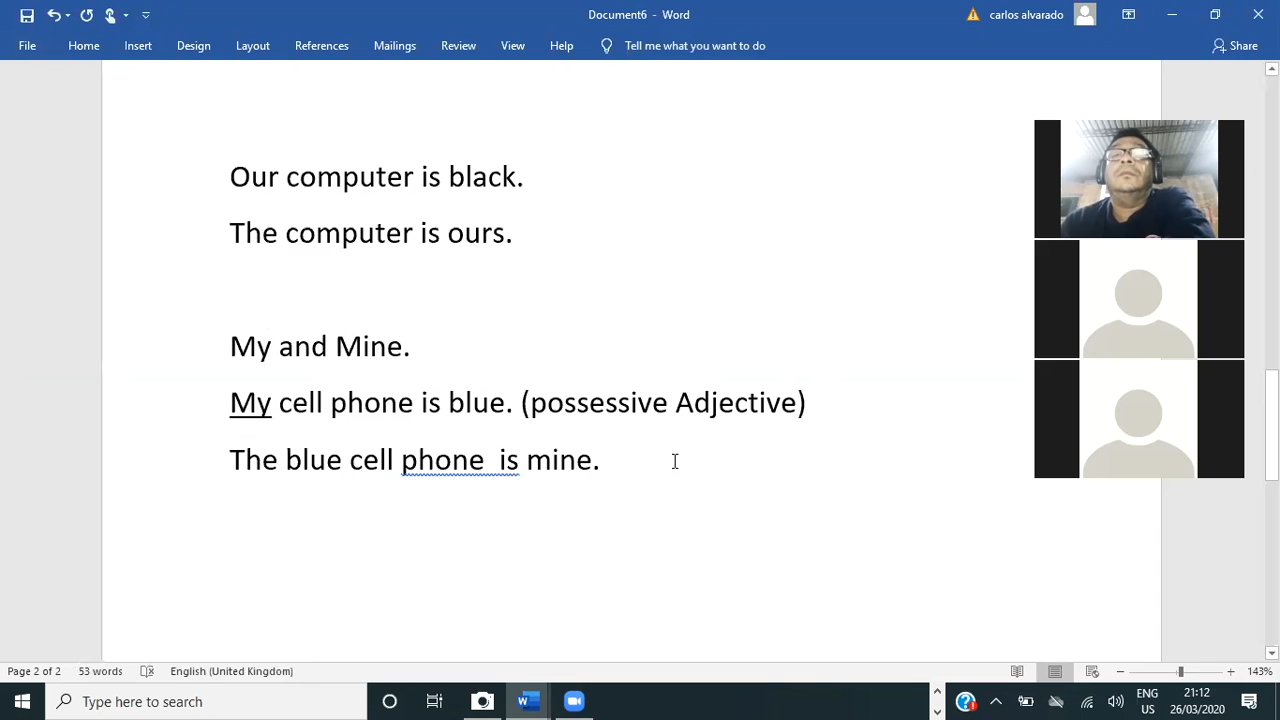 Document6 - Word
carlos alvarado
File Home Insert Design Layout References Mailings Review View Help Tell me what you want to do Share
Our computer is black.
The computer is ours.
My and Mine.
My cell phone is blue. (possessive Adjective)
The blue cell phone  is mine.
Page 2 of 2 53 words English (United Kingdom) 143%
Type here to search
ENG
US
21:12
26/03/2020